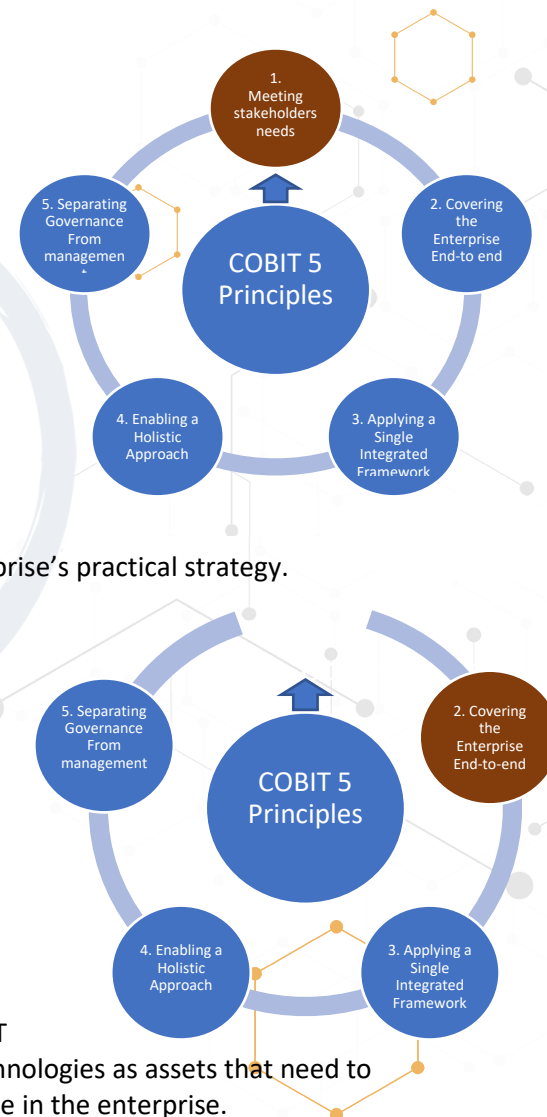 1.
Meeting
stakeholders
needs
5. Separating
Governance
From
managemen
2. Covering
the
Enterprise
End-to end
COBIT 5
Principles
4. Enabling a
Holistic
Approach
3. Applying a
Single
Integrated
Framework
practical strategy.
5. Separating
Governance
From
management
2. Covering
the
Enterprise
End-to-end
COBIT 5
Principles
4. Enabling a
Holistic
Approach
3. Applying a
Single
Integrated
Framework
as assets that need to
in the enterprise.